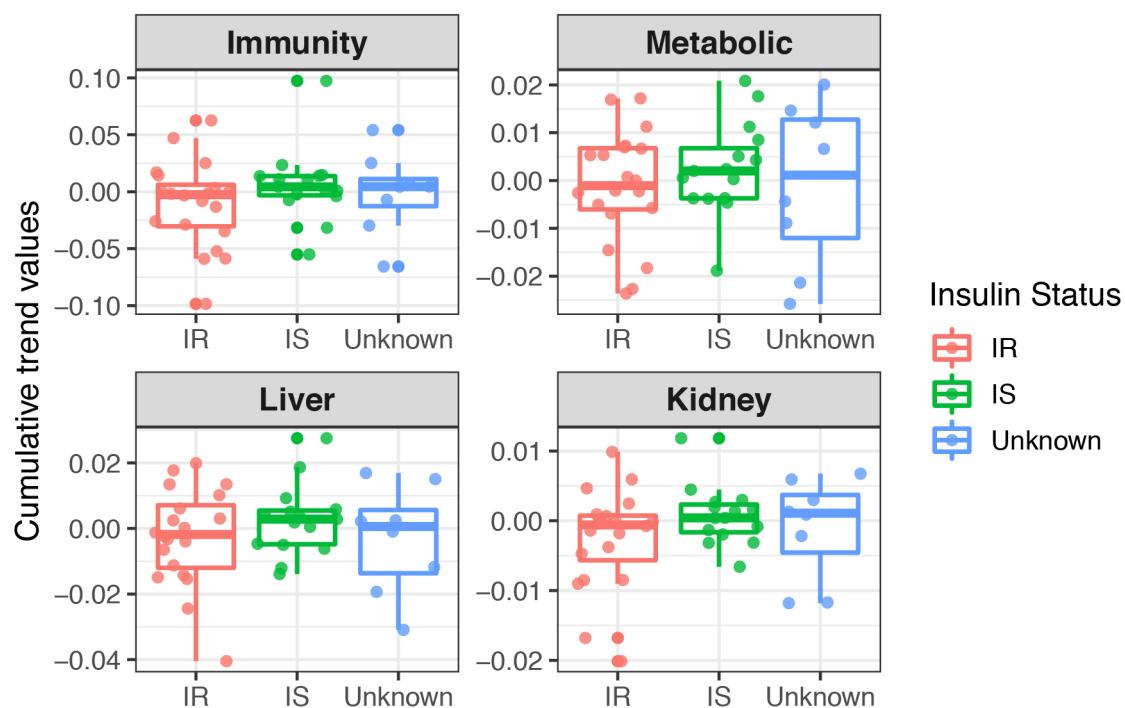 Immunity
Metabolic
0.10
0.05
0.00
−0.05
−0.10
0.02
0.01
0.00
−0.01
−0.02
IR IS Unknown
IR IS Unknown
Liver
Kidney
0.02
0.00
−0.02
−0.04
0.01
0.00
−0.01
−0.02
IR IS Unknown
IR IS Unknown
Cumulative trend values
Insulin Status
IR
IS
Unknown